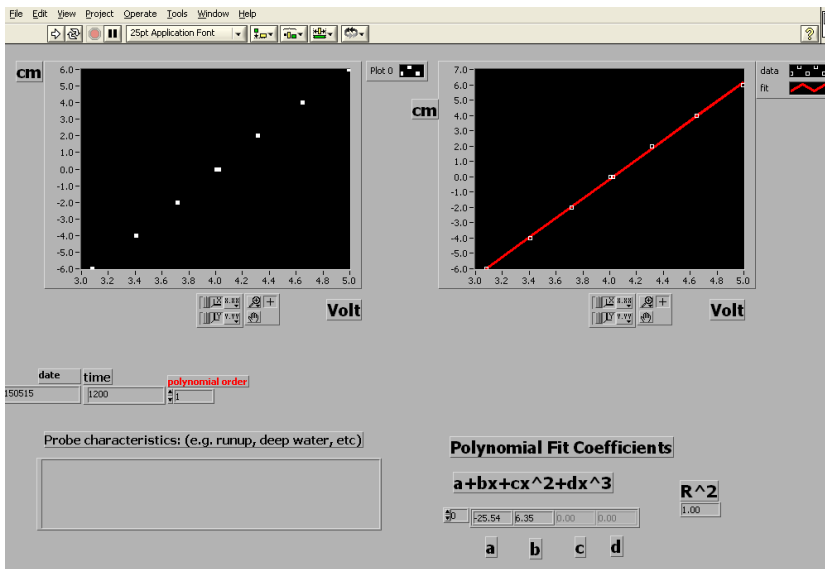 File Edit View Project Operate Tools Window Help
25pt Application Font
cm
6.0
5.0
4.0
3.0
2.0
1.0
0.0
-1.0
-2.0
-3.0
-4.0
-5.0
-6.0
3.0 3.2 3.4 3.6 3.8 4.0 4.2 4.4 4.6 4.8 5.0
Plot 0
Volt
cm
7.0
6.0
5.0
4.0
3.0
2.0
1.0
0.0
-1.0
-2.0
-3.0
-4.0
-5.0
-6.0
3.0 3.2 3.4 3.6 3.8 4.0 4.2 4.4 4.6 4.8 5.0
data
fit
Volt
date time polynomial order
150515 1200 1
Probe characteristics: (e.g. runup, deep water, etc)
Polynomial Fit Coefficients
a+bx+cx^2+dx^3
R^2
1.00
0 -25.54 6.35 0.00 0.00
a b c d